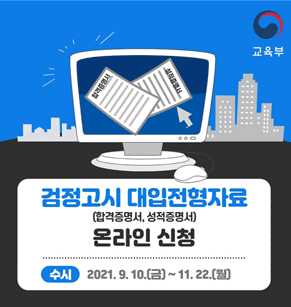 교육부
합격증명서
성적증명서
검정고시 대입전형자료
(합격증명서, 성적증명서)
온라인 신청
수시 2021. 9. 10.(금) ~ 11. 22.(월)